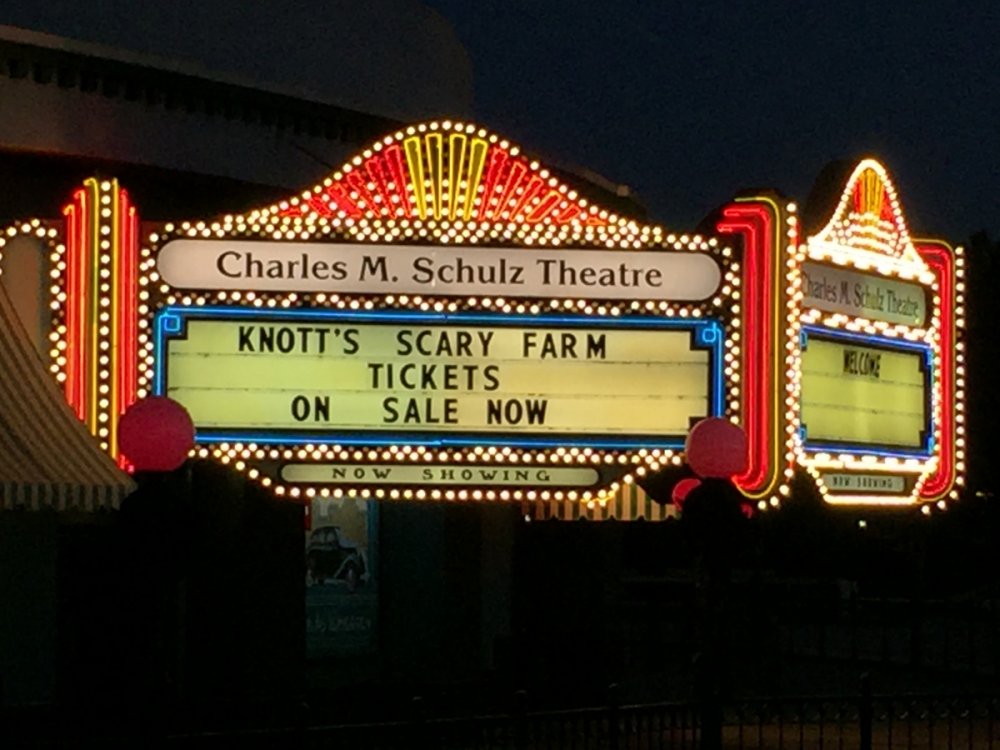 Charles M. Schulz Theatre
KNOTT'S SCARY FARM
TICKETS
ON SALE NOW
NOW SHOWING
Charles M. Schulz Theatre
WELCOME
NOW SHOWING